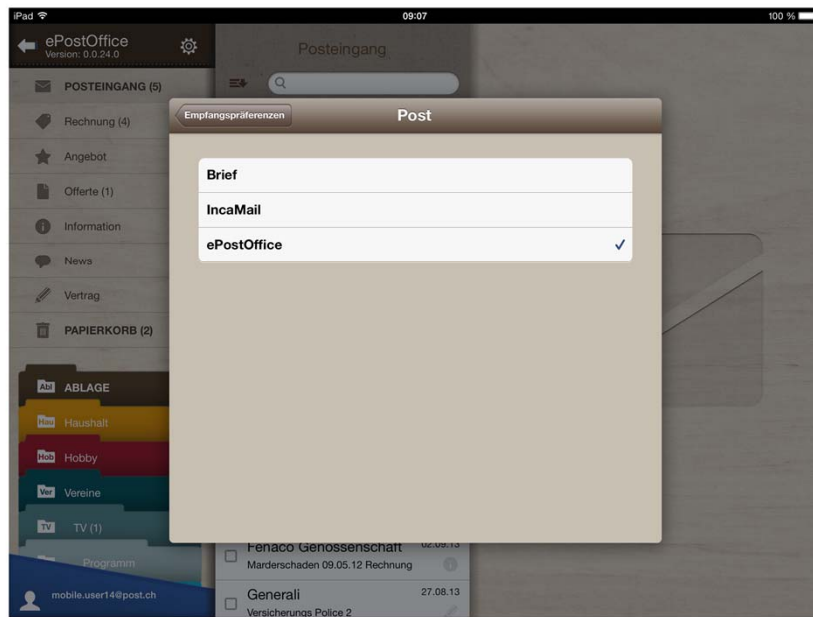 iPad
09:07
100 %
ePostOffice
Version: 0.0.24.0
Posteingang
POSTEINGANG (5)
Rechnung (4)
Angebot
Offerte (1)
Information
News
Vertrag
PAPIERKORB (2)
Abl ABLAGE
Hau Haushalt
Hob Hobby
Ver Vereine
TV TV (1)
Programm
mobile.user14@post.ch
Empfangspräferenzen
Post
Brief
IncaMail
ePostOffice
Fenaco Genossenschaft 02.09.13
Marderschaden 09.05.12 Rechnung
Generali 27.08.13
Versicherungs Police 2